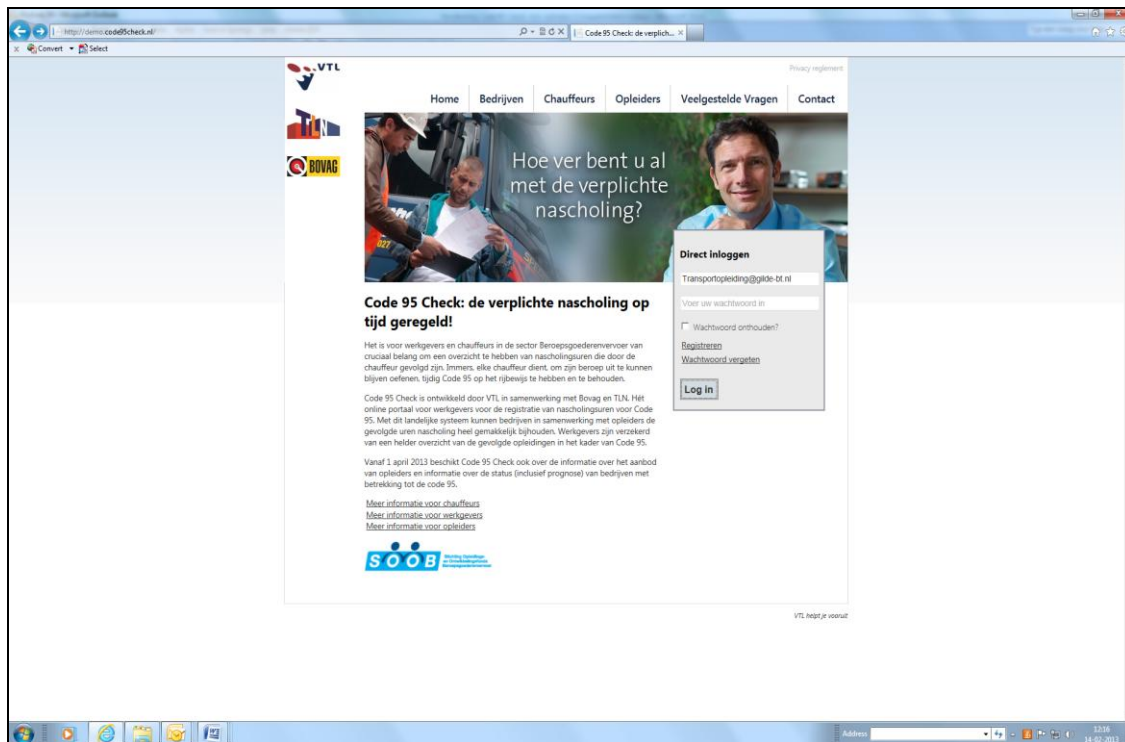 http://demo.code95check.nl/
Code 95 Check: de verplich...
x Convert Select
VTL
Privacy reglement
Home Bedrijven Chauffeurs Opleiders Veelgestelde Vragen Contact
TLN
BOVAG
Hoe ver bent u al
met de verplichte
nascholing?
Direct inloggen
Transportopleiding@gilde-bt.nl
Voer uw wachtwoord in
Wachtwoord onthouden?
Registreren
Wachtwoord vergeten
Log in
Code 95 Check: de verplichte nascholing op
tijd geregeld!
Het is voor werkgevers en chauffeurs in de sector Beroepsgoederenvervoer van
cruciaal belang om een overzicht te hebben van nascholingsuren die door de
chauffeur gevolgd zijn. Immers, elke chauffeur dient, om zijn beroep uit te kunnen
blijven oefenen, tijdig Code 95 op het rijbewijs te hebben en te behouden.
Code 95 Check is ontwikkeld door VTL in samenwerking met Bovag en TLN. Hét
online portaal voor werkgevers voor de registratie van nascholingsuren voor Code
95. Met dit landelijke systeem kunnen bedrijven in samenwerking met opleiders de
gevolgde uren nascholing heel gemakkelijk bijhouden. Werkgevers zijn verzekerd
van een helder overzicht van de gevolgde opleidingen in het kader van Code 95.
Vanaf 1 april 2013 beschikt Code 95 Check ook over de informatie over het aanbod
van opleiders en informatie over de status (inclusief prognose) van bedrijven met
betrekking tot de code 95.
Meer informatie voor chauffeurs
Meer informatie voor werkgevers
Meer informatie voor opleiders
SOOB
VTL helpt je vooruit
Address
12:16
14-02-2013